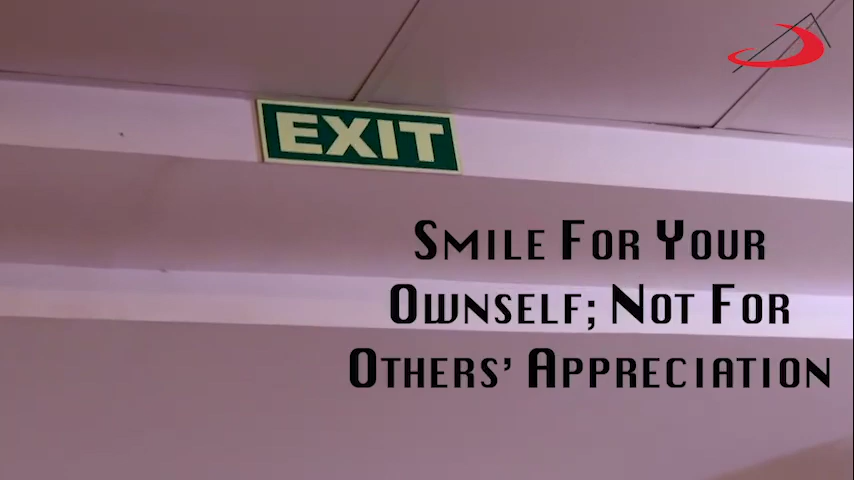 EXIT
Smile For Your
Ownself; Not For
Others' Appreciation